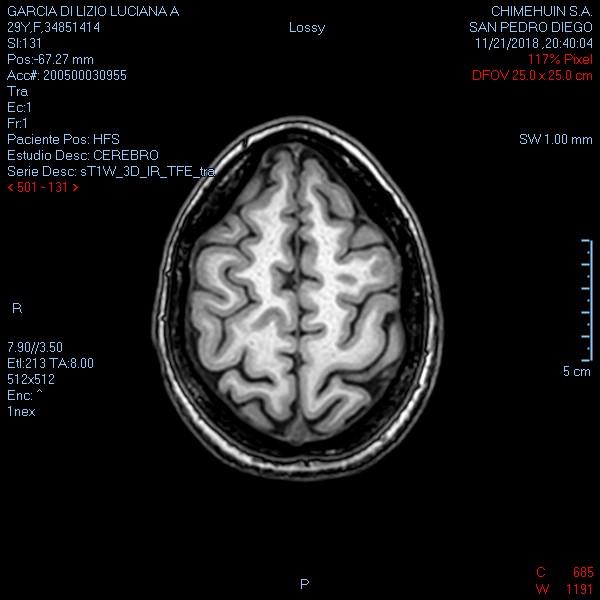 GARCIA DI LIZIO LUCIANA A
29Y,F,34851414
Sl:131
Pos:-67.27 mm
Acc#: 200500030955
Tra
Ec:1
Fr:1
Paciente Pos: HFS
Estudio Desc: CEREBRO
Serie Desc: sT1W_3D_IR_TFE_tra
< 501 - 131 >
Lossy
CHIMEHUIN S.A.
SAN PEDRO DIEGO
11/21/2018 ,20:40:04
117% Pixel
DFOV 25.0 x 25.0 cm
SW 1.00 mm
R
5 cm
7.90//3.50
Etl:213 TA:8.00
512x512
Enc: ^
1nex
P
C 685
W 1191